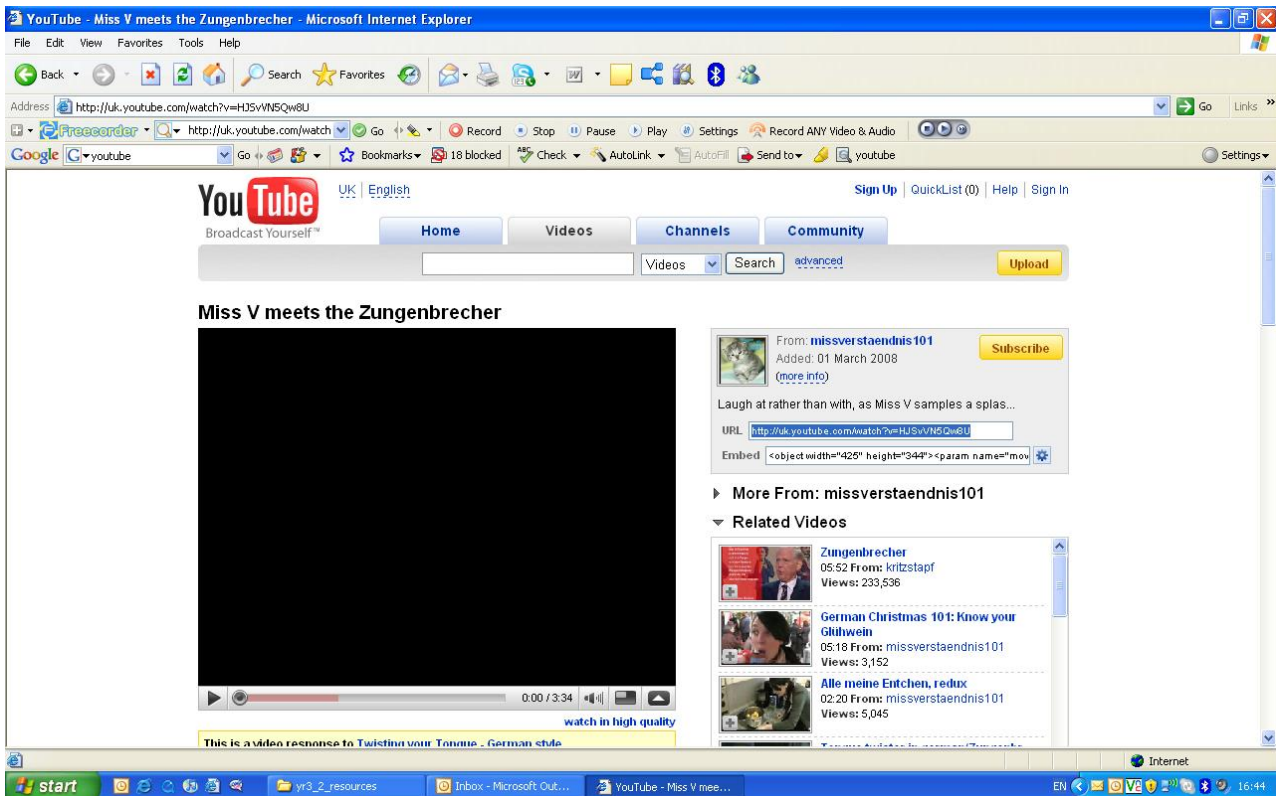 YouTube - Miss V meets the Zungenbrecher - Microsoft Internet Explorer
File Edit View Favorites Tools Help
Back Search Favorites
Address http://uk.youtube.com/watch?v=HJSvVN5Qw8U Go Links »
Freecorder http://uk.youtube.com/watch Go Record Stop Pause Play Settings Record ANY Video & Audio
Google youtube Go Bookmarks 18 blocked Check AutoLink AutoFill Send to youtube Settings
You Tube UK | English Sign Up | QuickList (0) | Help | Sign In
Broadcast Yourself™ Home Videos Channels Community
Videos Search advanced Upload
Miss V meets the Zungenbrecher
From: missverstaendnis101
Subscribe
Added: 01 March 2008
(more info)
Laugh at rather than with, as Miss V samples a splas...
URL http://uk.youtube.com/watch?v=HJSvVN5Qw8U
Embed <object width="425" height="344"><param name="mov
More From: missverstaendnis101
Related Videos
Zungenbrecher
05:52 From: kritzstapf
Views: 233,536
German Christmas 101: Know your
Glühwein
05:18 From: missverstaendnis101
Views: 3,152
Alle meine Entchen, redux
02:20 From: missverstaendnis101
Views: 5,045
0:00 / 3:34
watch in high quality
This is a video response to Twisting your Tongue - German style
Internet
start yr3_2_resources Inbox - Microsoft Out... YouTube - Miss V mee... EN 16:44